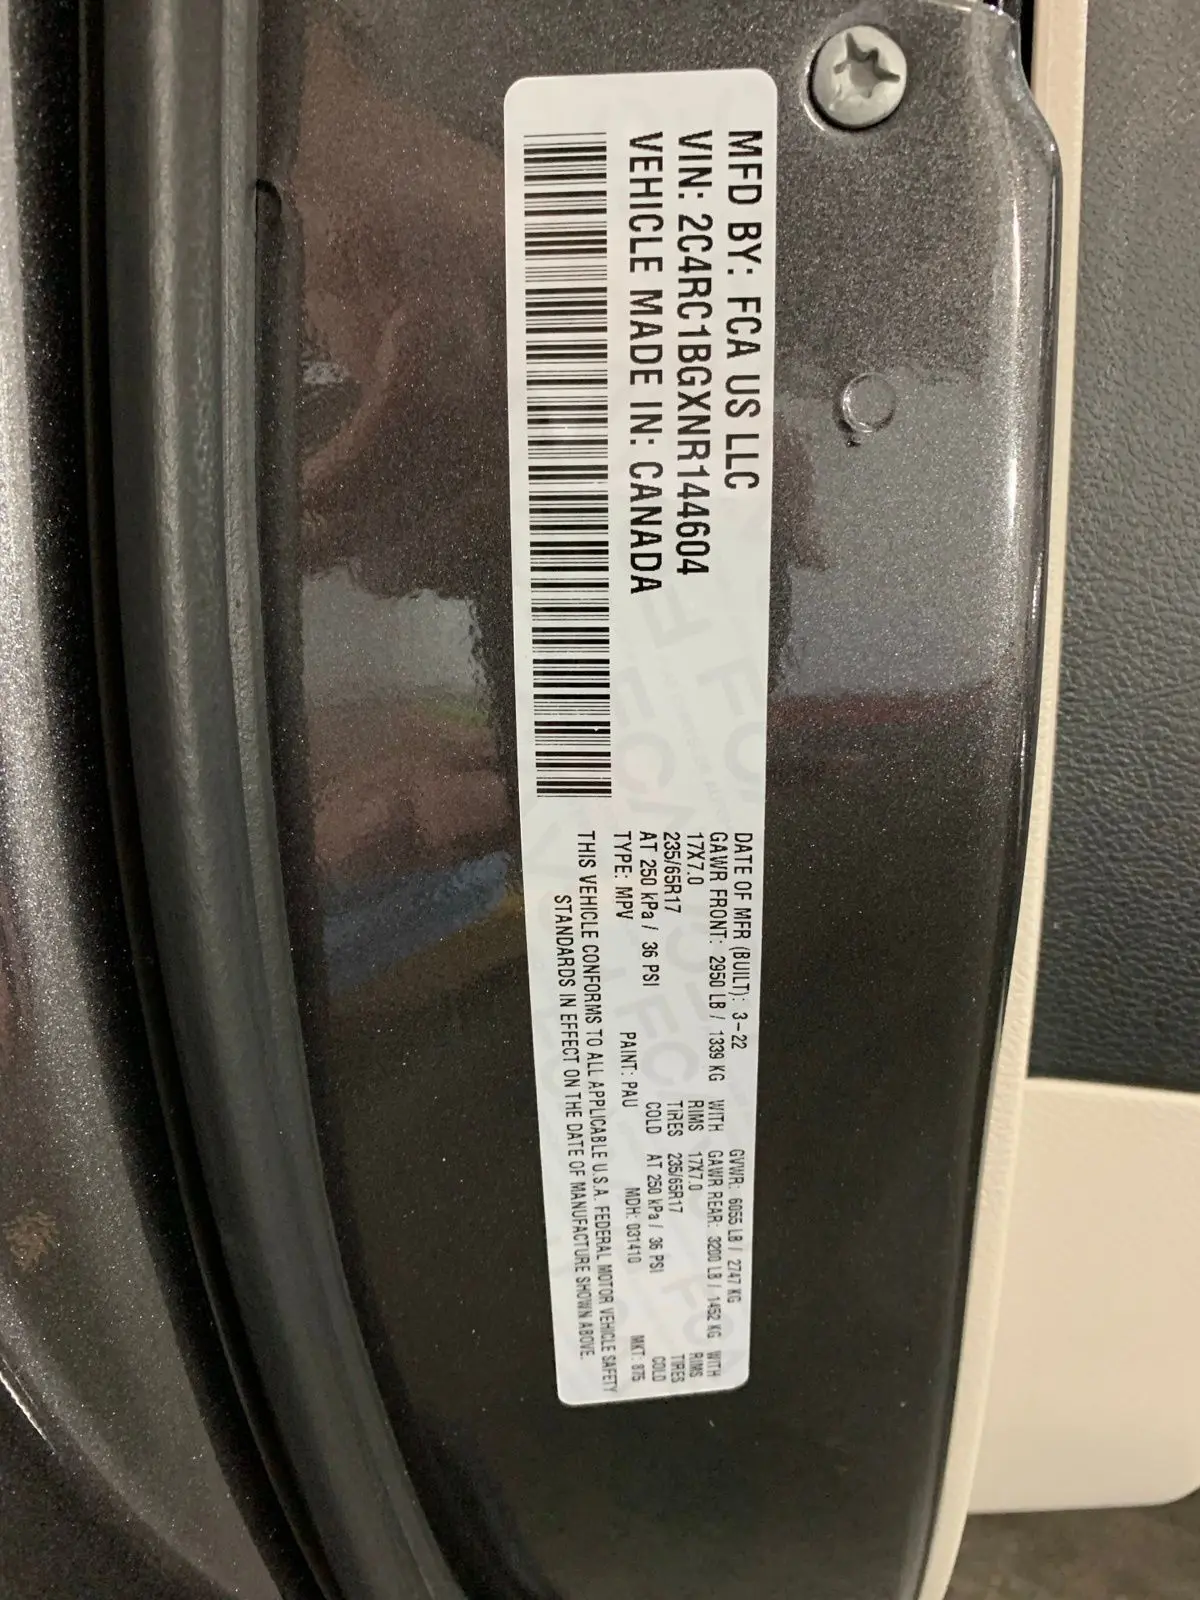 MFD BY: FCA US LLC
VIN: 2C4RC1BGXNR144604
VEHICLE MADE IN: CANADA
DATE OF MFR (BUILT): 3-22 GVWR: 6055 LB / 2747 KG
GAWR FRONT: 2950 LB / 1339 KG WITH GAWR REAR: 3200 LB / 1452 KG WITH
17X7.0 RIMS 17X7.0 RIMS
235/65R17 TIRES 235/65R17 TIRES
AT 250 kPa / 36 PSI COLD AT 250 kPa / 36 PSI COLD
TYPE: MPV PAINT: PAU MDH: 031410 MKT: 875
THIS VEHICLE CONFORMS TO ALL APPLICABLE U.S.A. FEDERAL MOTOR VEHICLE SAFETY
STANDARDS IN EFFECT ON THE DATE OF MANUFACTURE SHOWN ABOVE.